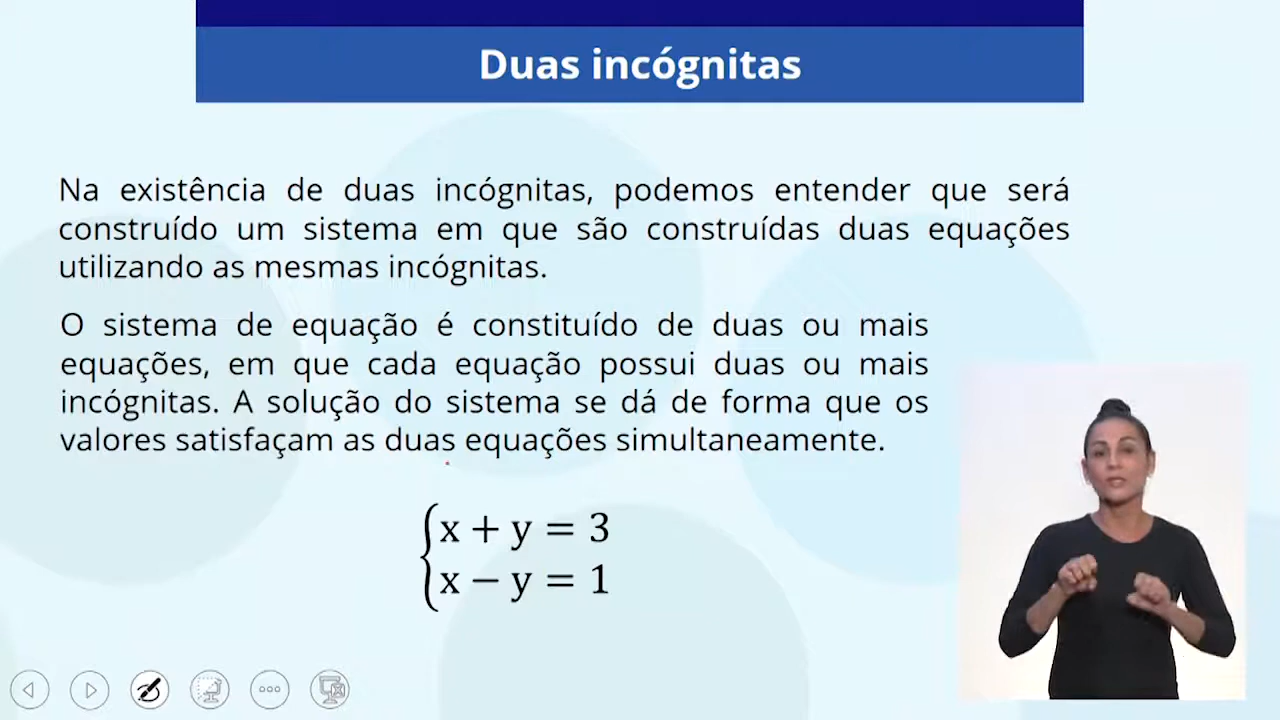 Duas incógnitas
Na existência de duas incógnitas, podemos entender que será
construído um sistema em que são construídas duas equações
utilizando as mesmas incógnitas.
O sistema de equação é constituído de duas ou mais
equações, em que cada equação possui duas ou mais
incógnitas. A solução do sistema se dá de forma que os
valores satisfaçam as duas equações simultaneamente.
x + y = 3
x − y = 1